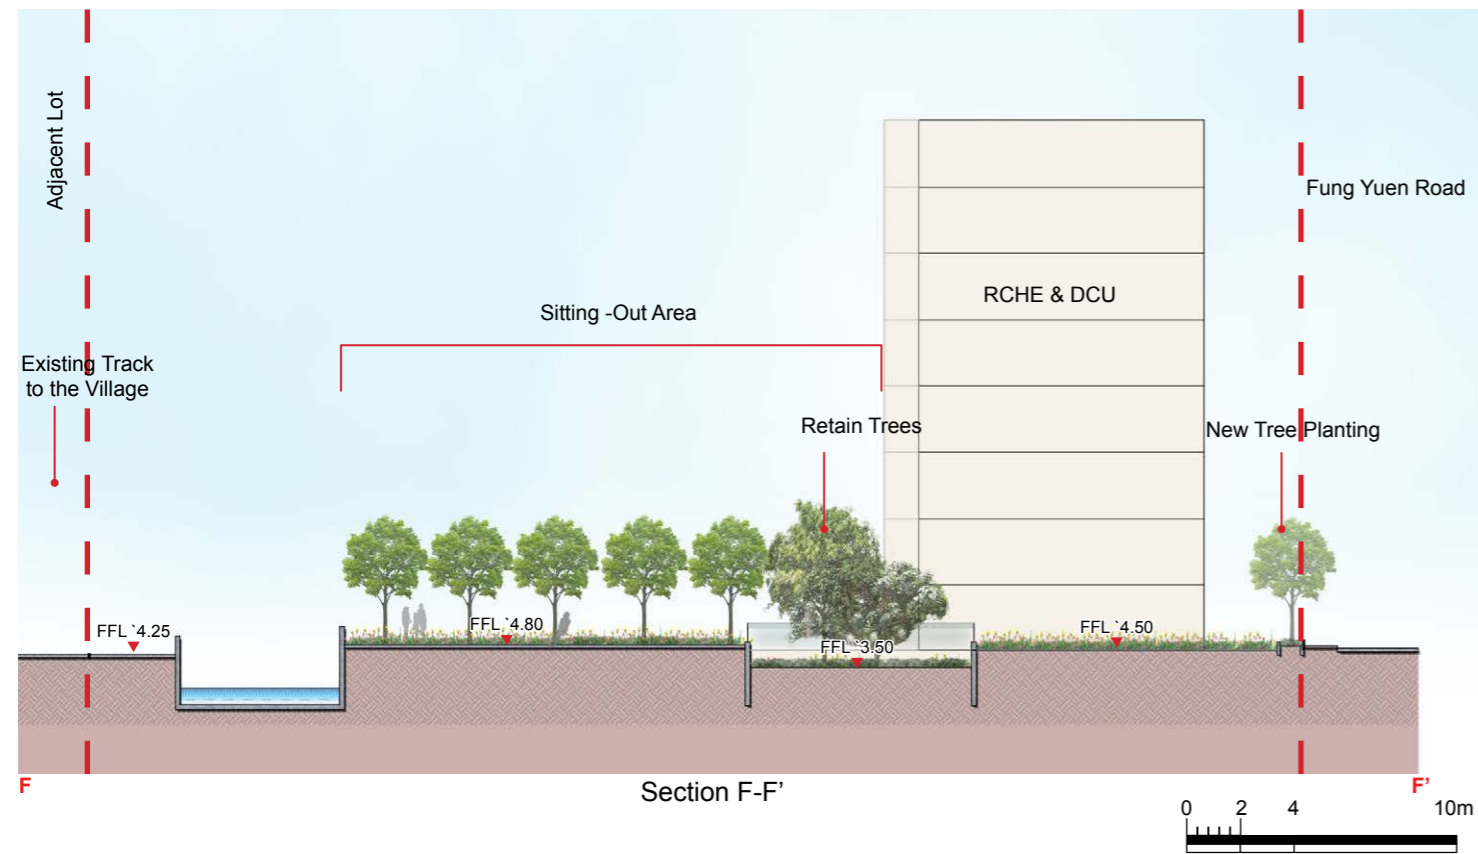 Adjacent Lot
Fung Yuen Road
RCHE & DCU
Sitting -Out Area
Existing Track
to the Village
Retain Trees
New Tree Planting
FFL `4.25
FFL `4.80
FFL `3.50
FFL `4.50
F
Section F-F’
F’
0 2 4 10m